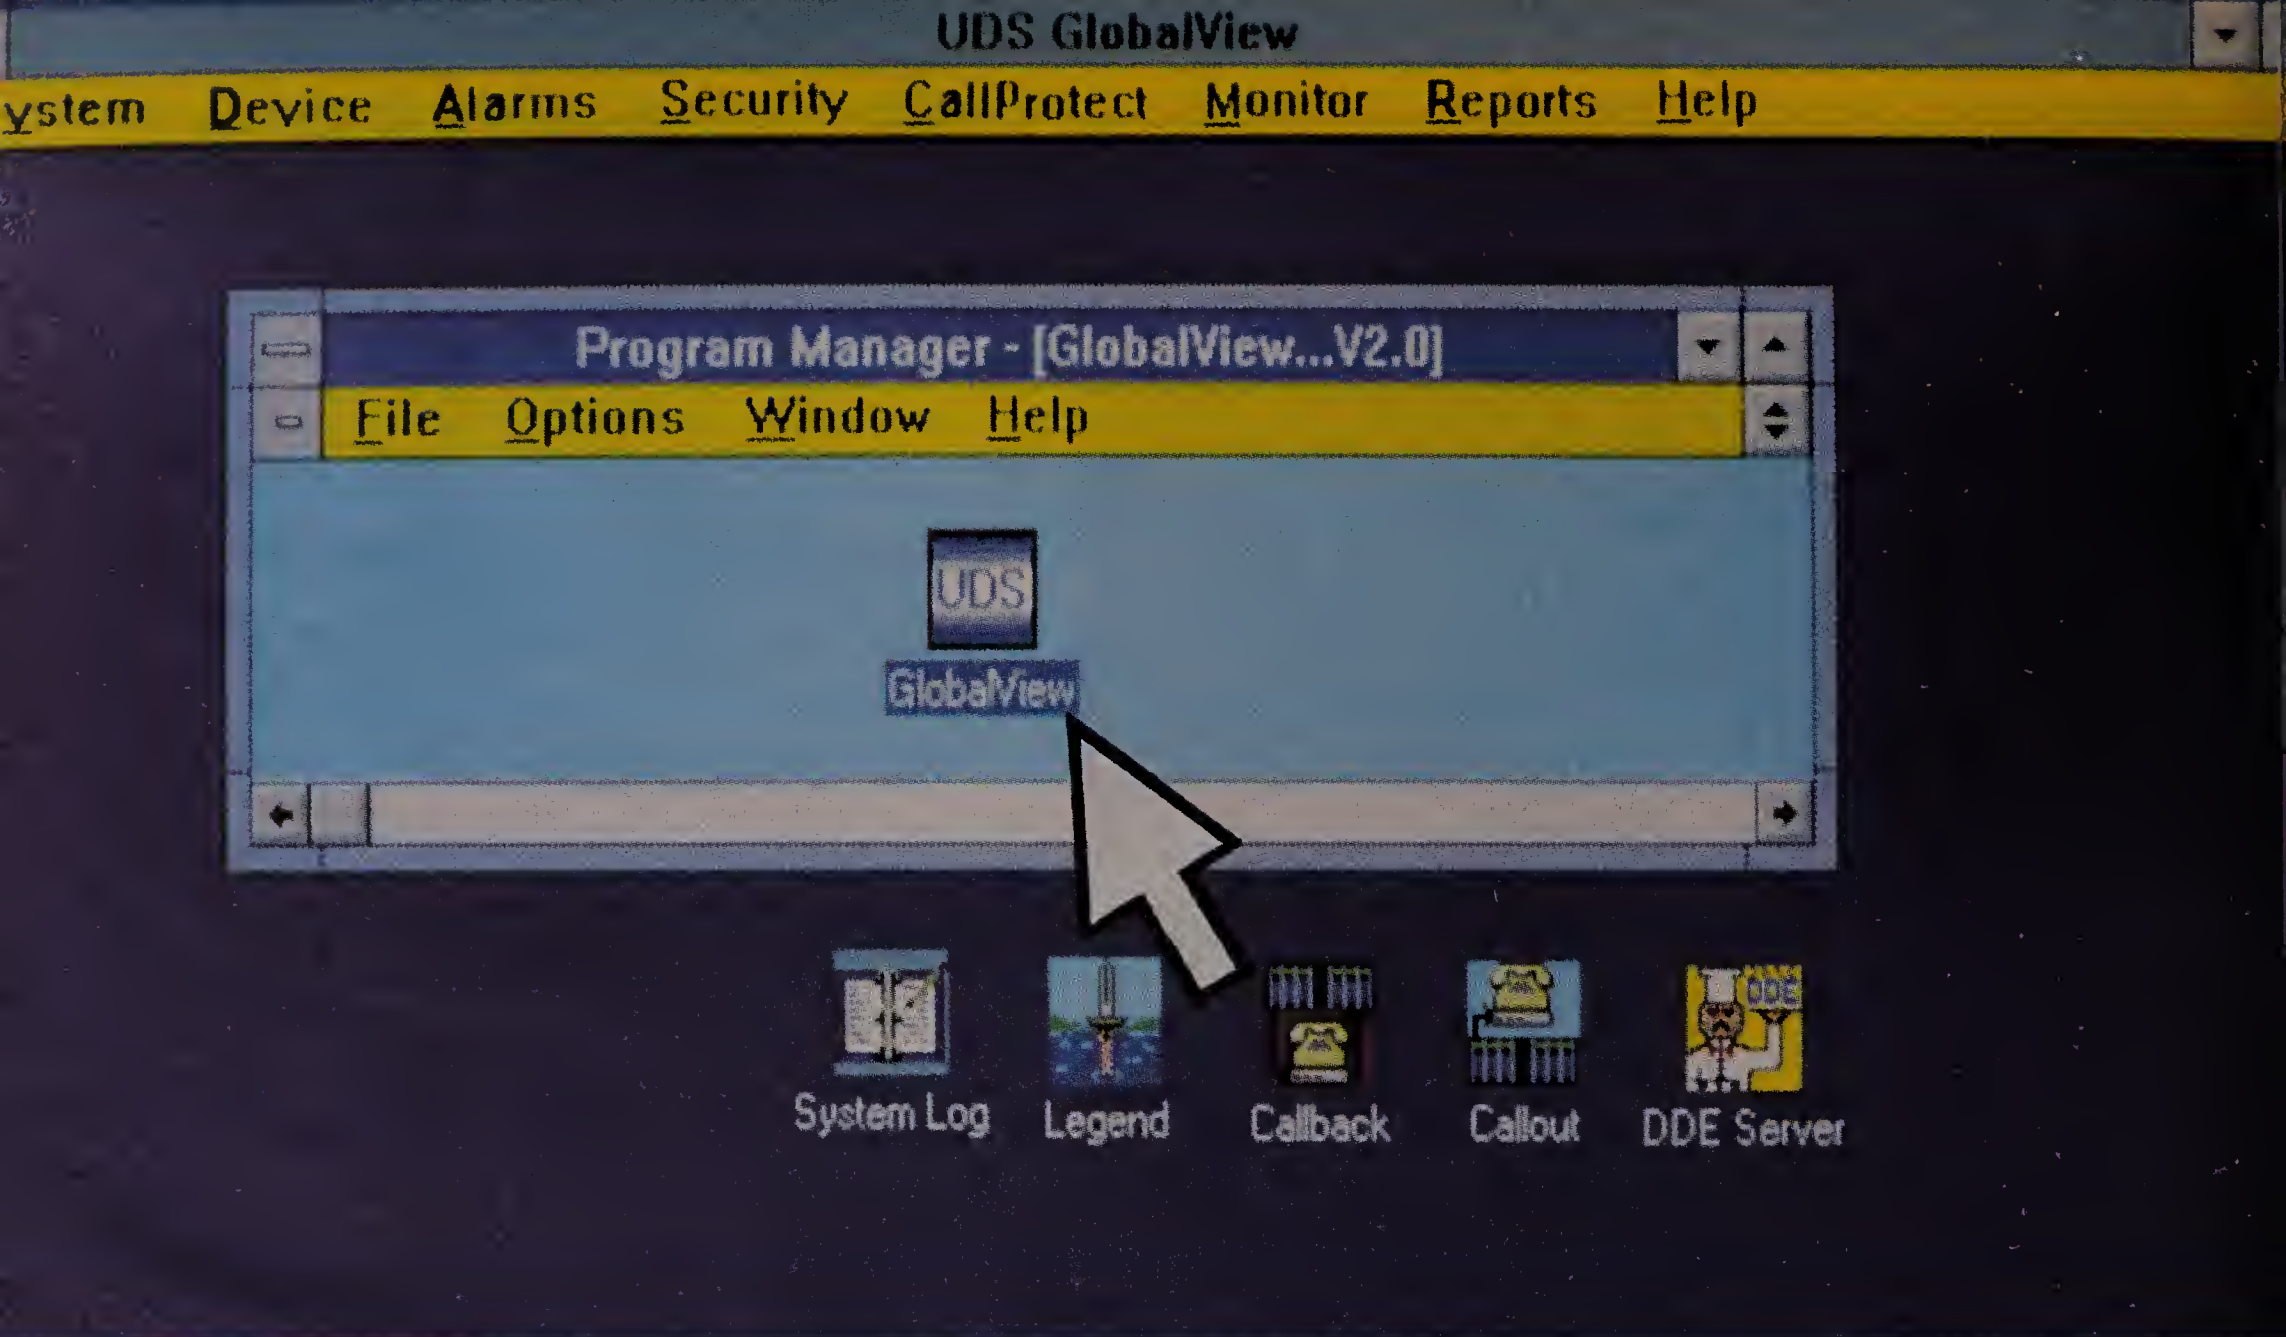 UDS GlobalView
ystem Device Alarms Security CallProtect Monitor Reports Help
Program Manager - [GlobalView...V2.0]
File Options Window Help
UDS
GlobalView
DDE
System Log Legend Callback Callout DDE Server